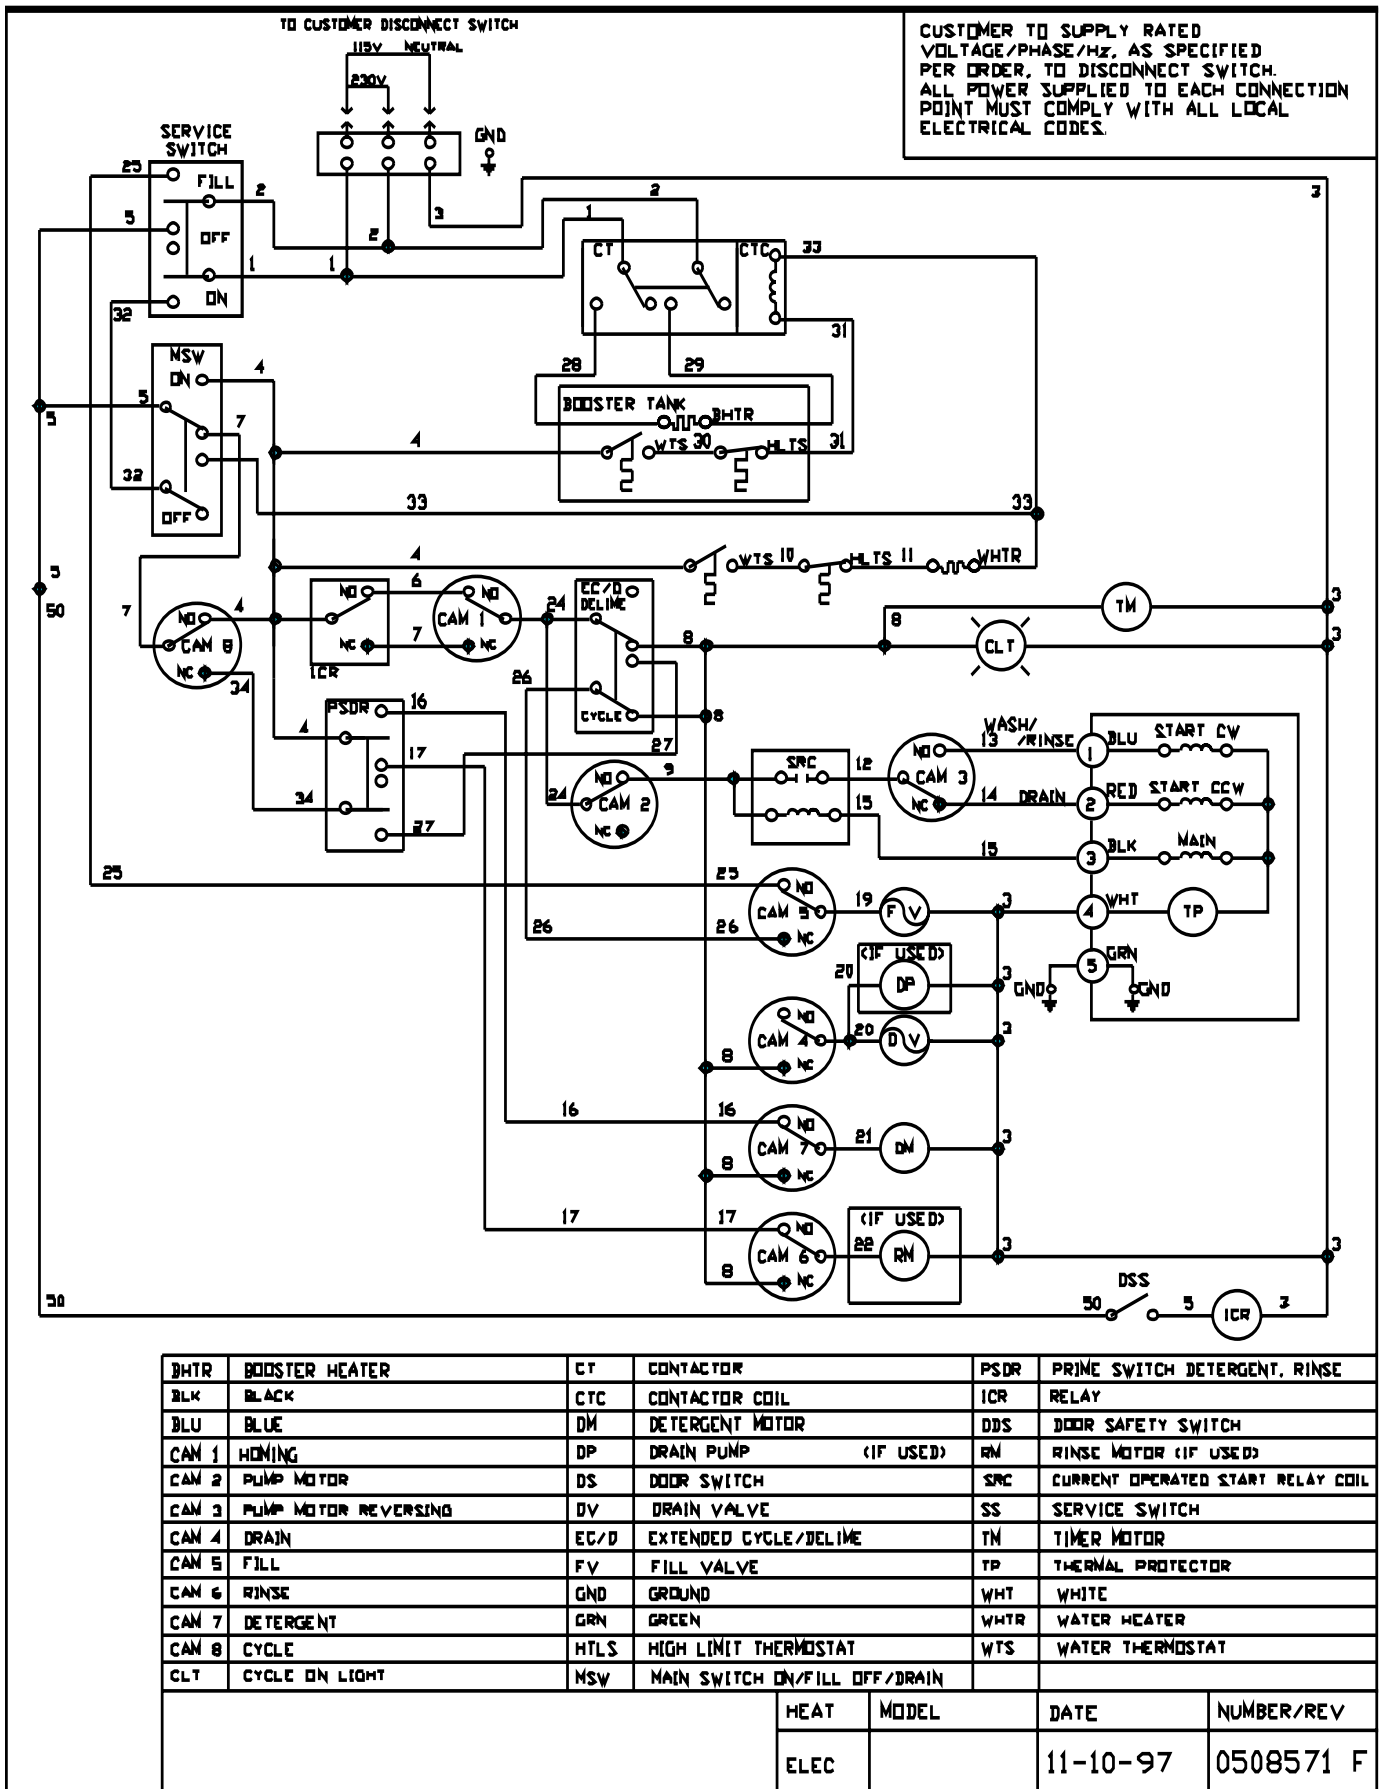 TO CUSTOMER DISCONNECT SWITCH
115V NEUTRAL
230V
CUSTOMER TO SUPPLY RATED
VOLTAGE/PHASE/Hz, AS SPECIFIED
PER ORDER, TO DISCONNECT SWITCH.
ALL POWER SUPPLIED TO EACH CONNECTION
POINT MUST COMPLY WITH ALL LOCAL
ELECTRICAL CODES.
SERVICE
SWITCH
GND
25
FILL
2
2
3
3
5
OFF
2
1
1
1
ON
32
CT
CTC
33
31
MSW
ON
4
28
29
5
5
7
BOOSTER TANK
BHTR
4
WTS 30
HLTS
31
32
33
33
OFF
4
WTS 10
HLTS 11
WHTR
5
50
7
NO
4
CAM 8
NC
34
NO
6
NO
CAM 1
NC
7
NC
ICR
24
EC/D
DELIME
8
8
TM
3
CLT
3
26
CYCLE
8
27
PSDR
16
4
17
34
27
24
NO
CAM 2
NC
9
SRC
12
15
NO
CAM 3
NC
WASH/
13 /RINSE
14 DRAIN
15
1
BLU
START CW
2
RED
START CCW
3
BLK
MAIN
4
WHT
TP
5
GRN
GND
GND
25
25
NO
CAM 5
NC
19
F V
3
26
26
(IF USED)
20
DP
3
NO
CAM 4
NC
20
D V
3
8
16
16
NO
CAM 7
NC
21
DM
3
8
17
17
NO
CAM 6
NC
(IF USED)
22
RM
3
3
8
50
DSS
50
5
ICR
3
BHTR BOOSTER HEATER CT CONTACTOR PSDR PRIME SWITCH DETERGENT, RINSE
BLK BLACK CTC CONTACTOR COIL ICR RELAY
BLU BLUE DM DETERGENT MOTOR DDS DOOR SAFETY SWITCH
CAM 1 HOMING DP DRAIN PUMP (IF USED) RM RINSE MOTOR (IF USED)
CAM 2 PUMP MOTOR DS DOOR SWITCH SRC CURRENT OPERATED START RELAY COIL
CAM 3 PUMP MOTOR REVERSING DV DRAIN VALVE SS SERVICE SWITCH
CAM 4 DRAIN EC/D EXTENDED CYCLE/DELIME TM TIMER MOTOR
CAM 5 FILL FV FILL VALVE TP THERMAL PROTECTOR
CAM 6 RINSE GND GROUND WHT WHITE
CAM 7 DETERGENT GRN GREEN WHTR WATER HEATER
CAM 8 CYCLE HTLS HIGH LIMIT THERMOSTAT WTS WATER THERMOSTAT
CLT CYCLE ON LIGHT MSW MAIN SWITCH ON/FILL OFF/DRAIN
HEAT MODEL DATE NUMBER/REV
ELEC 11-10-97 0508571 F